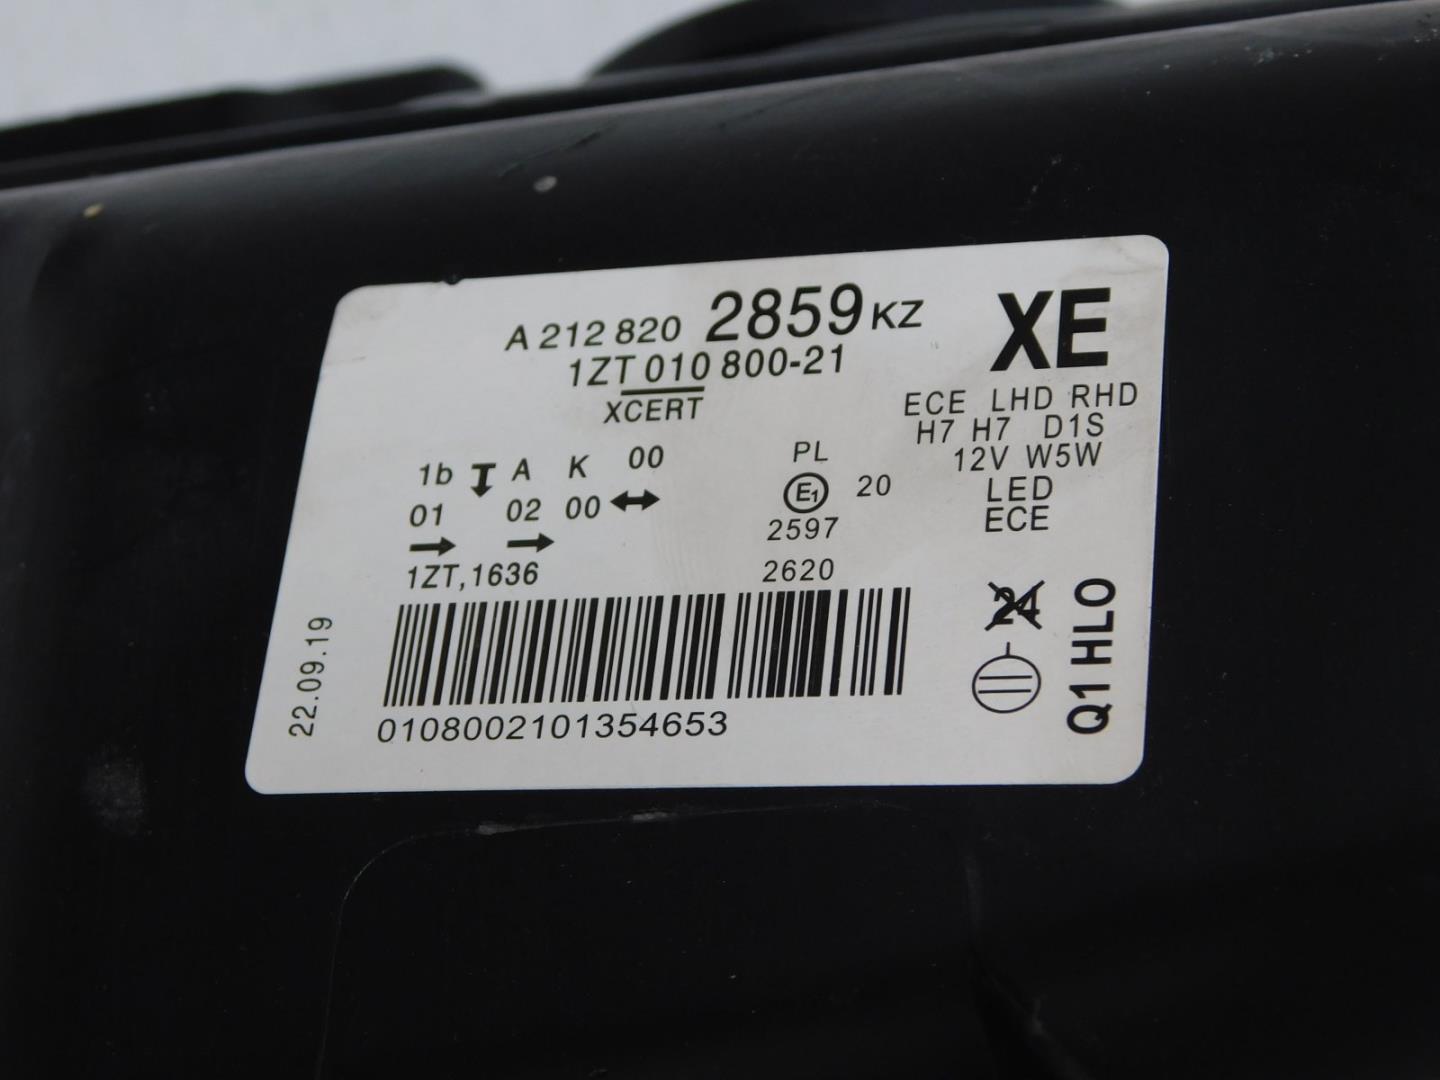 A 212 820 2859 KZ
1ZT 010 800-21
XCERT
XE
ECE LHD RHD
H7 H7 D1S
12V W5W
LED
ECE
1b A K 00
01 02 00
1ZT,1636
PL
E1 20
2597
2620
24
Q1 HLO
22.09.19
0108002101354653